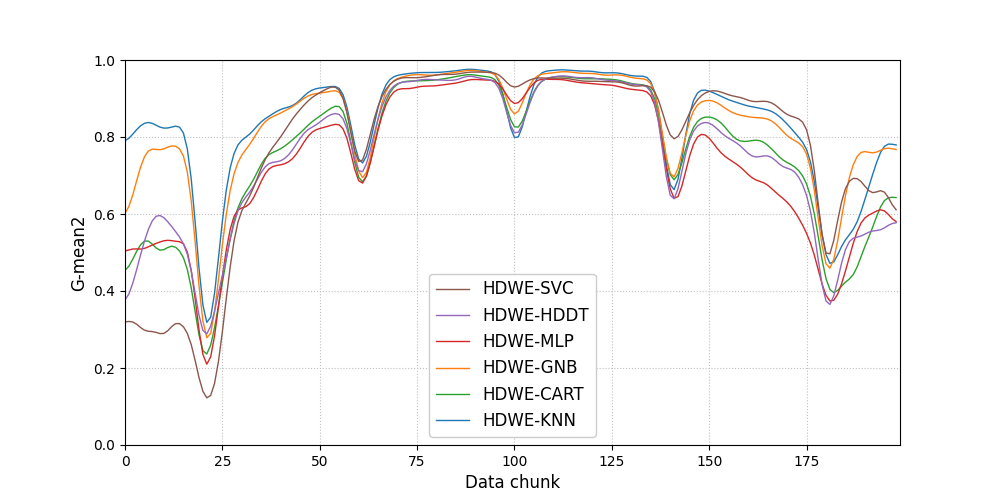 1.0
0.8
0.6
0.4
0.2
0.0
G-mean2
HDWE-SVC
HDWE-HDDT
HDWE-MLP
HDWE-GNB
HDWE-CART
HDWE-KNN
0 25 50 75 100 125 150 175
Data chunk